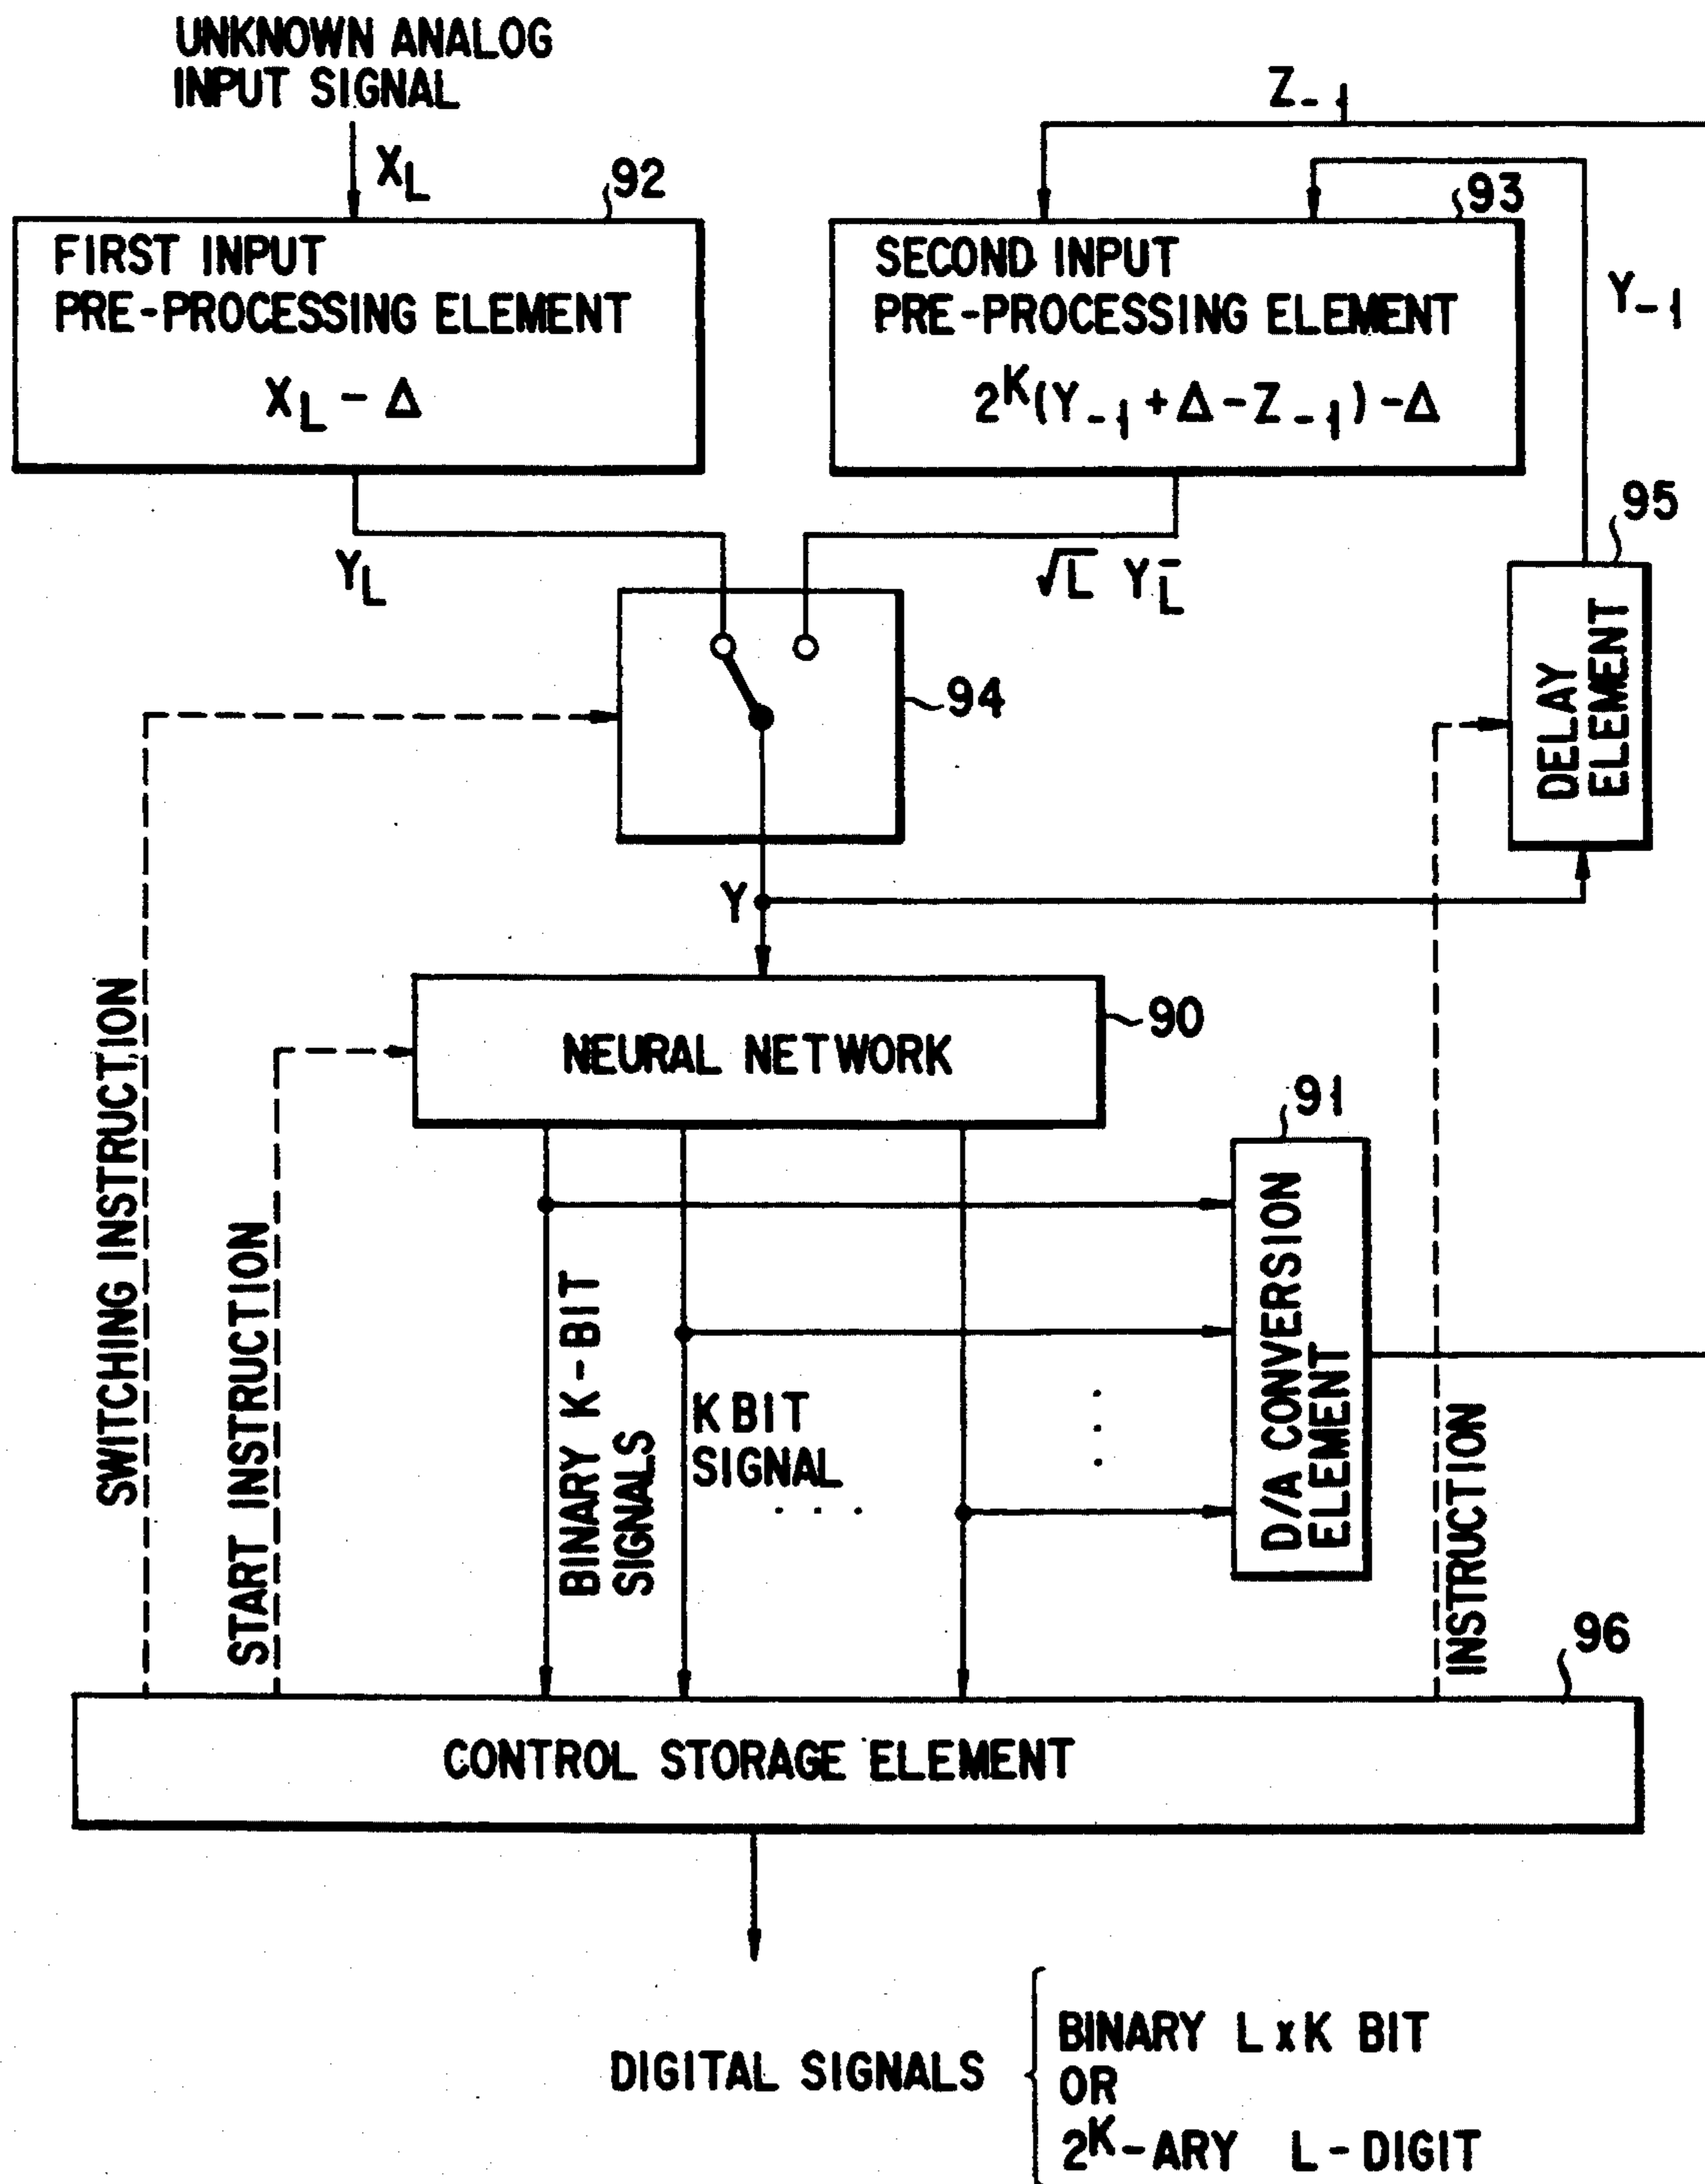 UNKNOWN ANALOG
INPUT SIGNAL
X_L
92
FIRST INPUT
PRE-PROCESSING ELEMENT
X_L - Δ
Z_-1
93
SECOND INPUT
PRE-PROCESSING ELEMENT
2^K(Y_-1 + Δ - Z_-1) - Δ
Y_-1
95
DELAY
ELEMENT
Y_L
√L Y_L̄
94
Y
90
NEURAL NETWORK
91
D/A CONVERSION
ELEMENT
SWITCHING INSTRUCTION
START INSTRUCTION
BINARY K-BIT
SIGNALS
K BIT
SIGNAL
. . .
INSTRUCTION
96
CONTROL STORAGE ELEMENT
DIGITAL SIGNALS
BINARY L x K BIT
OR
2^K-ARY L-DIGIT